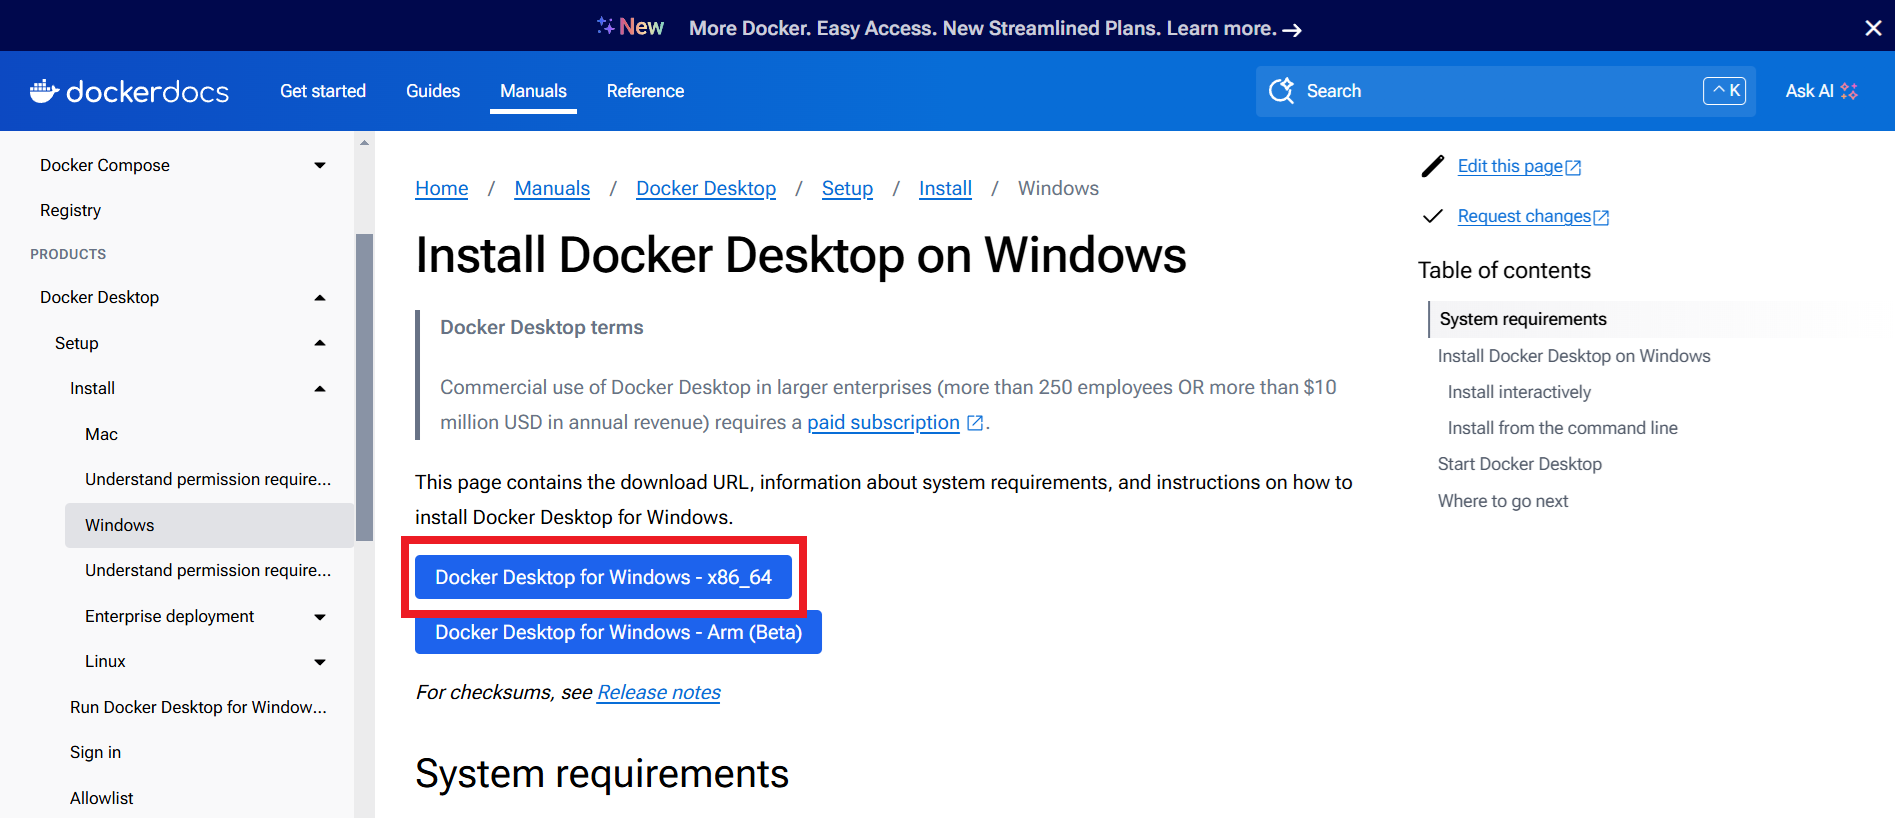 New More Docker. Easy Access. New Streamlined Plans. Learn more.
dockerdocs Get started Guides Manuals Reference Search ^ K Ask AI
Docker Compose
Registry
PRODUCTS
Docker Desktop
Setup
Install
Mac
Understand permission require...
Windows
Understand permission require...
Enterprise deployment
Linux
Run Docker Desktop for Window...
Sign in
Allowlist
Home / Manuals / Docker Desktop / Setup / Install / Windows
Install Docker Desktop on Windows
Docker Desktop terms
Commercial use of Docker Desktop in larger enterprises (more than 250 employees OR more than $10
million USD in annual revenue) requires a paid subscription .
This page contains the download URL, information about system requirements, and instructions on how to
install Docker Desktop for Windows.
Docker Desktop for Windows - x86_64
Docker Desktop for Windows - Arm (Beta)
For checksums, see Release notes
System requirements
Edit this page
Request changes
Table of contents
System requirements
Install Docker Desktop on Windows
Install interactively
Install from the command line
Start Docker Desktop
Where to go next